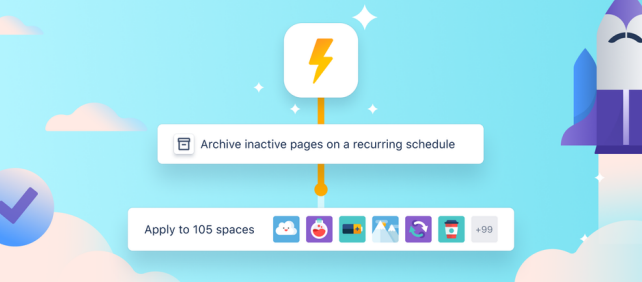 Archive inactive pages on a recurring schedule
Apply to 105 spaces +99